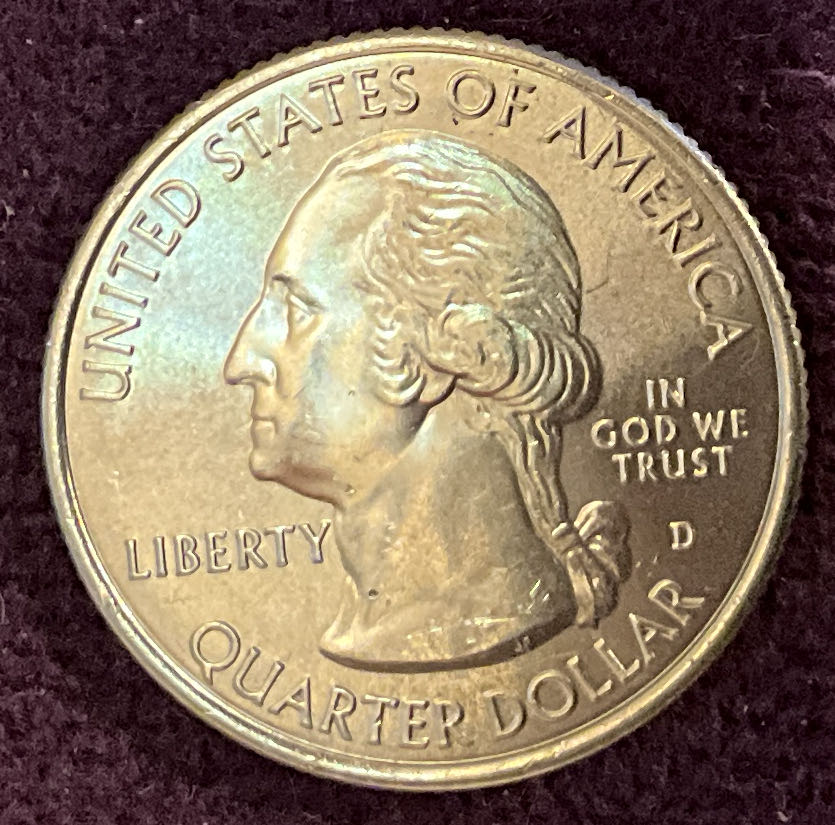 UNITED STATES OF AMERICA
IN
GOD WE
TRUST
LIBERTY
D
QUARTER DOLLAR